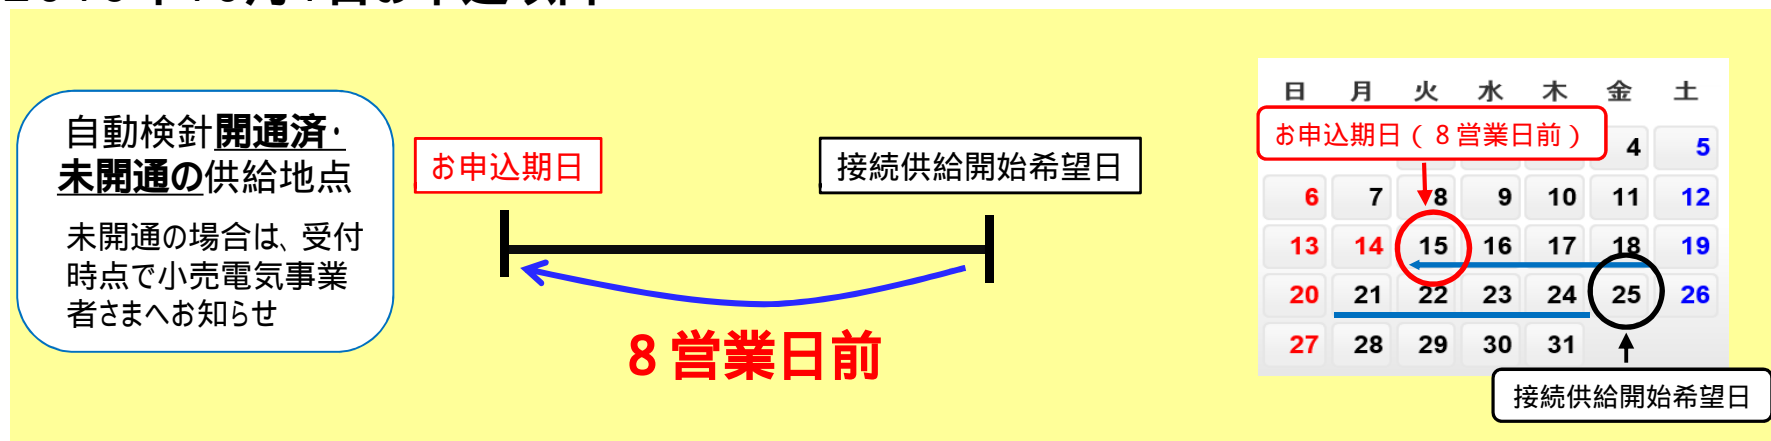 自動検針開通済・
未開通の供給地点
未開通の場合は、受付
時点で小売電気事業
者さまへお知らせ
お申込期日
接続供給開始希望日
8営業日前
日 月 火 水 木 金 土
お申込期日(8営業日前)
4 5
6 7 8 9 10 11 12
13 14 15 16 17 18 19
20 21 22 23 24 25 26
27 28 29 30 31
接続供給開始希望日